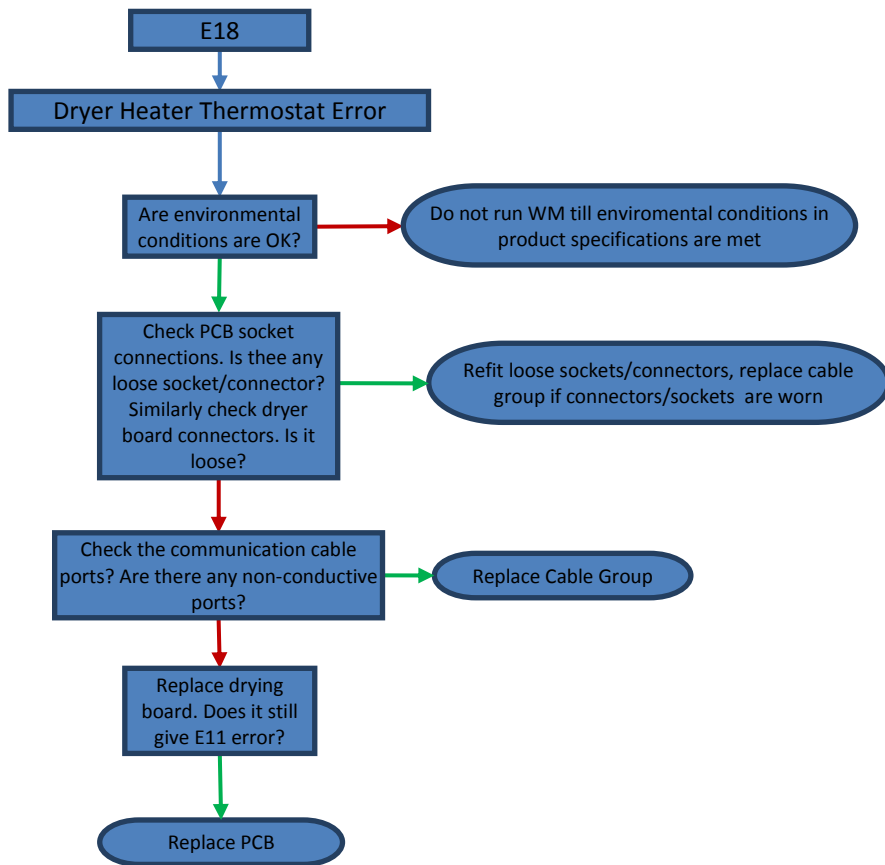 E18
Dryer Heater Thermostat Error
Are environmental
conditions are OK?
Do not run WM till enviromental conditions in
product specifications are met
Check PCB socket
connections. Is thee any
loose socket/connector?
Similarly check dryer
board connectors. Is it
loose?
Refit loose sockets/connectors, replace cable
group if connectors/sockets are worn
Check the communication cable
ports? Are there any non-conductive
ports?
Replace Cable Group
Replace drying
board. Does it still
give E11 error?
Replace PCB